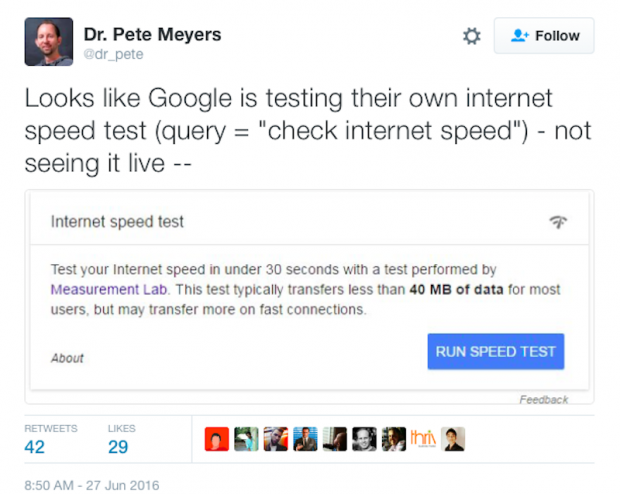 Dr. Pete Meyers
@dr_pete
Follow
Looks like Google is testing their own internet
speed test (query = "check internet speed") - not
seeing it live --
Internet speed test
Test your Internet speed in under 30 seconds with a test performed by
Measurement Lab. This test typically transfers less than 40 MB of data for most
users, but may transfer more on fast connections.
About
RUN SPEED TEST
Feedback
RETWEETS
LIKES
42
29
thriv
8:50 AM - 27 Jun 2016